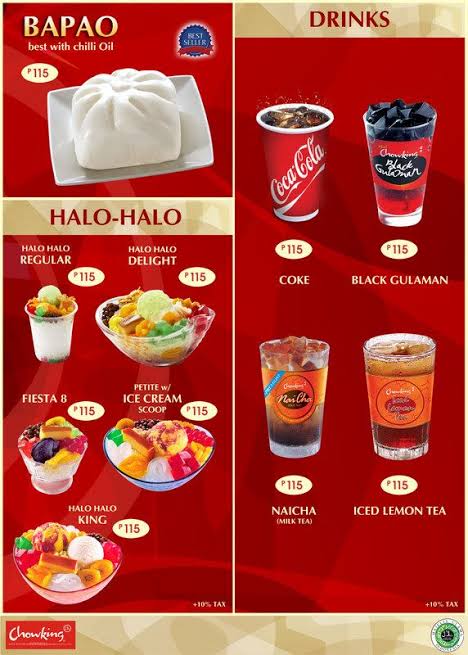 BAPAO
best with chilli Oil
BEST
SELLER
₱115
HALO-HALO
HALO HALO
REGULAR
₱115
HALO HALO
DELIGHT
₱115
FIESTA 8
₱115
PETITE w/
ICE CREAM
SCOOP
₱115
HALO HALO
KING
₱115
+10% TAX
DRINKS
Coca-Cola
₱115
COKE
Chowking
Black
Gulaman
₱115
BLACK GULAMAN
Chowking
NaiCha
₱115
NAICHA
(MILK TEA)
Chowking
Iced
Lemon
Tea
₱115
ICED LEMON TEA
+10% TAX
Chowking